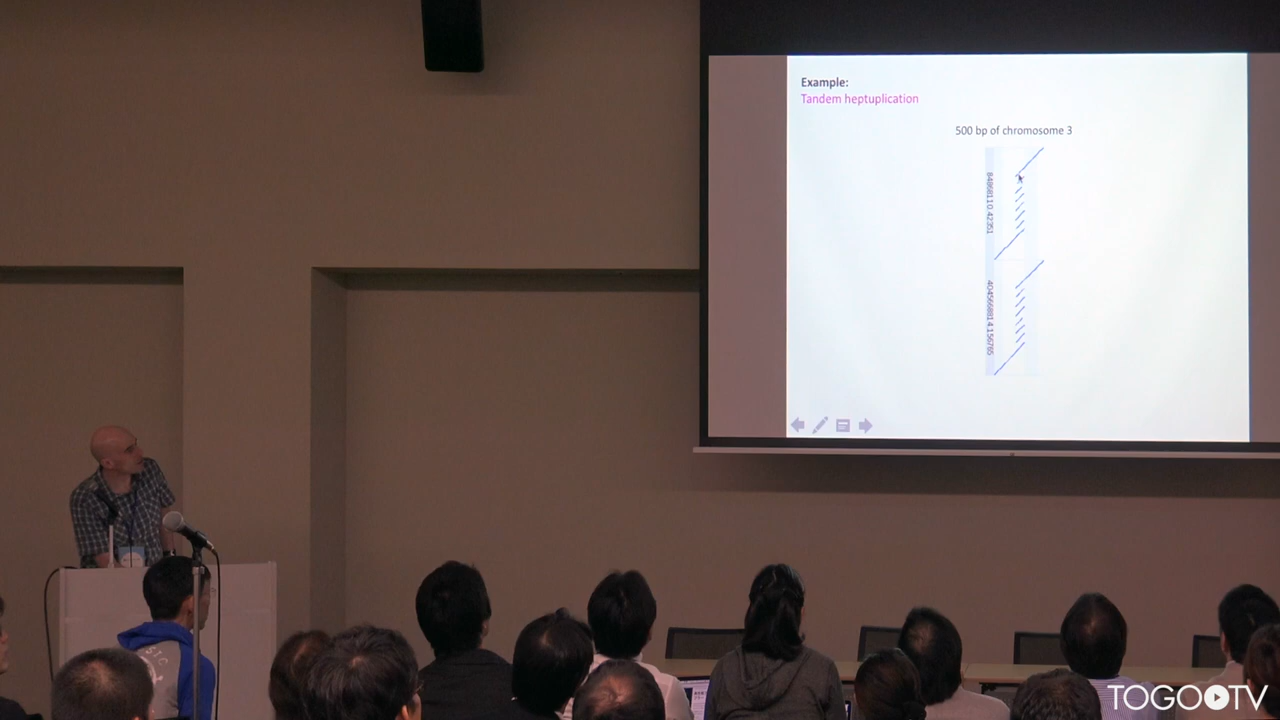 Example:
Tandem heptuplication
500 bp of chromosome 3
TOGOTV